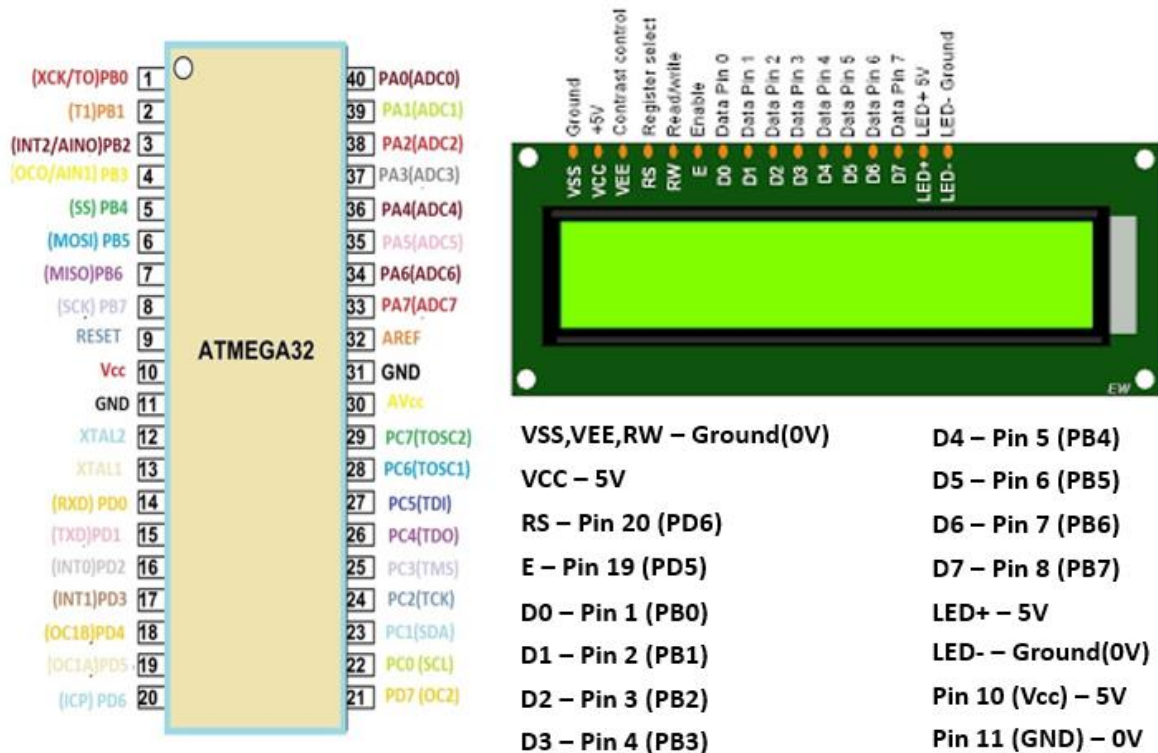 (XCK/TO)PB0 1
(T1)PB1 2
(INT2/AINO)PB2 3
(OCO/AIN1) PB3 4
(SS) PB4 5
(MOSI) PB5 6
(MISO)PB6 7
(SCK) PB7 8
RESET 9
Vcc 10
GND 11
XTAL2 12
XTAL1 13
(RXD) PD0 14
(TXD)PD1 15
(INT0)PD2 16
(INT1)PD3 17
(OC1B)PD4 18
(OC1A)PD5 19
(ICP) PD6 20
ATMEGA32
40 PA0(ADC0)
39 PA1(ADC1)
38 PA2(ADC2)
37 PA3(ADC3)
36 PA4(ADC4)
35 PA5(ADC5)
34 PA6(ADC6)
33 PA7(ADC7
32 AREF
31 GND
30 AVcc
29 PC7(TOSC2)
28 PC6(TOSC1)
27 PC5(TDI)
26 PC4(TDO)
25 PC3(TMS)
24 PC2(TCK)
23 PC1(SDA)
22 PC0 (SCL)
21 PD7 (OC2)
Ground
+5V
Contrast control
Register select
Read/write
Enable
Data Pin 0
Data Pin 1
Data Pin 2
Data Pin 3
Data Pin 4
Data Pin 5
Data Pin 6
Data Pin 7
LED+ 5V
LED- Ground
VSS
VCC
VEE
RS
RW
E
D0
D1
D2
D3
D4
D5
D6
D7
LED+
LED-
EW
VSS,VEE,RW – Ground(0V)
VCC – 5V
RS – Pin 20 (PD6)
E – Pin 19 (PD5)
D0 – Pin 1 (PB0)
D1 – Pin 2 (PB1)
D2 – Pin 3 (PB2)
D3 – Pin 4 (PB3)
D4 – Pin 5 (PB4)
D5 – Pin 6 (PB5)
D6 – Pin 7 (PB6)
D7 – Pin 8 (PB7)
LED+ – 5V
LED- – Ground(0V)
Pin 10 (Vcc) – 5V
Pin 11 (GND) – 0V